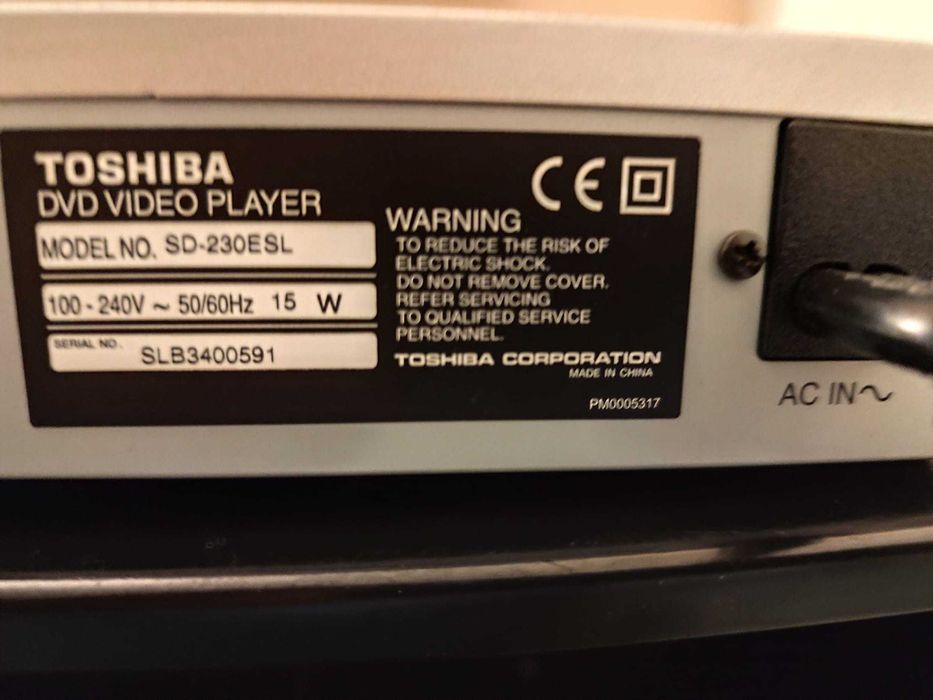 TOSHIBA
DVD VIDEO PLAYER
MODEL NO. SD-230ESL
100-240V ~ 50/60Hz 15 W
SERIAL NO.
SLB3400591
CE
WARNING
TO REDUCE THE RISK OF
ELECTRIC SHOCK.
DO NOT REMOVE COVER.
REFER SERVICING
TO QUALIFIED SERVICE
PERSONNEL.
TOSHIBA CORPORATION
MADE IN CHINA
PM0005317
AC IN~